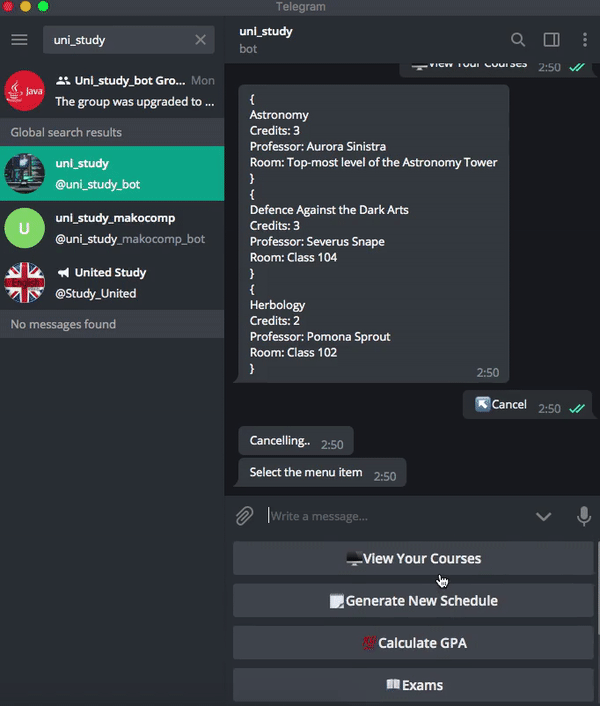 Telegram
uni_study
Uni_study_bot Gro... Mon
The group was upgraded to ...
Java
Global search results
uni_study
@uni_study_bot
U
uni_study_makocomp
@uni_study_makocomp_bot
United Study
@Study_United
English
No messages found
uni_study
bot
View Your Courses 2:50
{
Astronomy
Credits: 3
Professor: Aurora Sinistra
Room: Top-most level of the Astronomy Tower
}
{
Defence Against the Dark Arts
Credits: 3
Professor: Severus Snape
Room: Class 104
}
{
Herbology
Credits: 2
Professor: Pomona Sprout
Room: Class 102
}
2:50
Cancel 2:50
Cancelling.. 2:50
Select the menu item 2:50
Write a message...
View Your Courses
Generate New Schedule
Calculate GPA
Exams